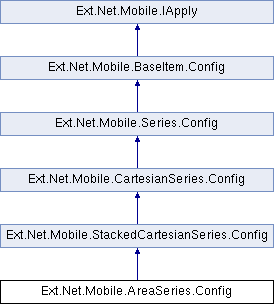 Ext.Net.Mobile.IApply
Ext.Net.Mobile.BaseItem.Config
Ext.Net.Mobile.Series.Config
Ext.Net.Mobile.CartesianSeries.Config
Ext.Net.Mobile.StackedCartesianSeries.Config
Ext.Net.Mobile.AreaSeries.Config